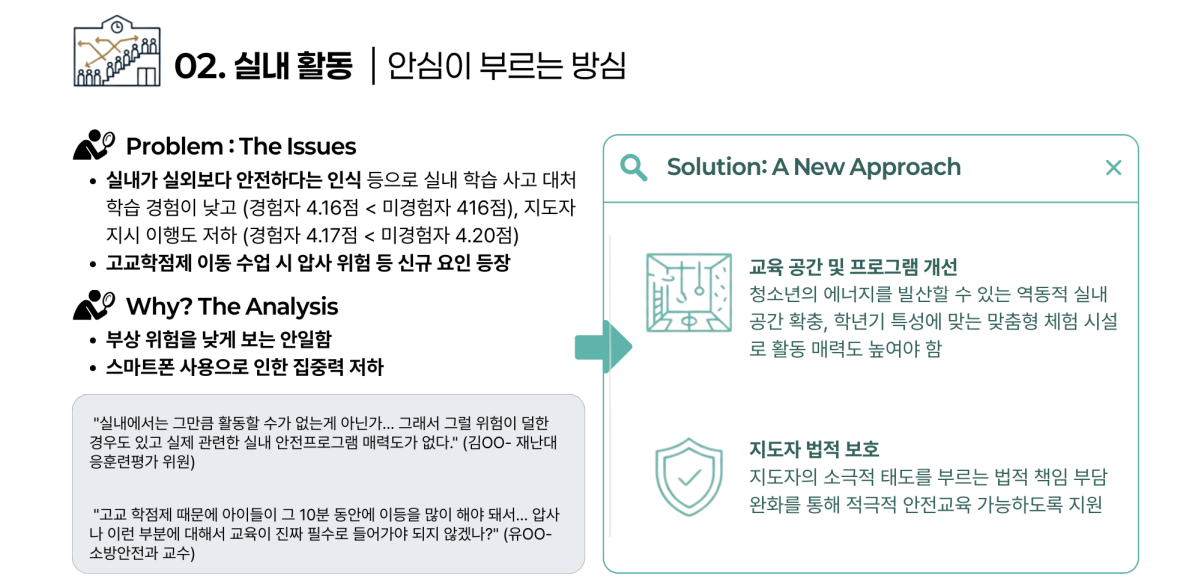 02. 실내 활동 | 안심이 부르는 방심
Problem : The Issues
• 실내가 실외보다 안전하다는 인식 등으로 실내 학습 사고 대처
학습 경험이 낮고 (경험자 4.16점 < 미경험자 416점), 지도자
지시 이행도 저하 (경험자 4.17점 < 미경험자 4.20점)
• 고교학점제 이동 수업 시 압사 위험 등 신규 요인 등장
Why? The Analysis
• 부상 위험을 낮게 보는 안일함
• 스마트폰 사용으로 인한 집중력 저하
"실내에서는 그만큼 활동할 수가 없는게 아닌가... 그래서 그럴 위험이 덜한
경우도 있고 실제 관련한 실내 안전프로그램 매력도가 없다." (김OO- 재난대
응훈련평가 위원)
"고교 학점제 때문에 아이들이 그 10분 동안에 이등을 많이 해야 돼서... 압사
나 이런 부분에 대해서 교육이 진짜 필수로 들어가야 되지 않겠나?" (유OO-
소방안전과 교수)
Solution: A New Approach
교육 공간 및 프로그램 개선
청소년의 에너지를 발산할 수 있는 역동적 실내
공간 확충, 학년기 특성에 맞는 맞춤형 체험 시설
로 활동 매력도 높여야 함
지도자 법적 보호
지도자의 소극적 태도를 부르는 법적 책임 부담
완화를 통해 적극적 안전교육 가능하도록 지원